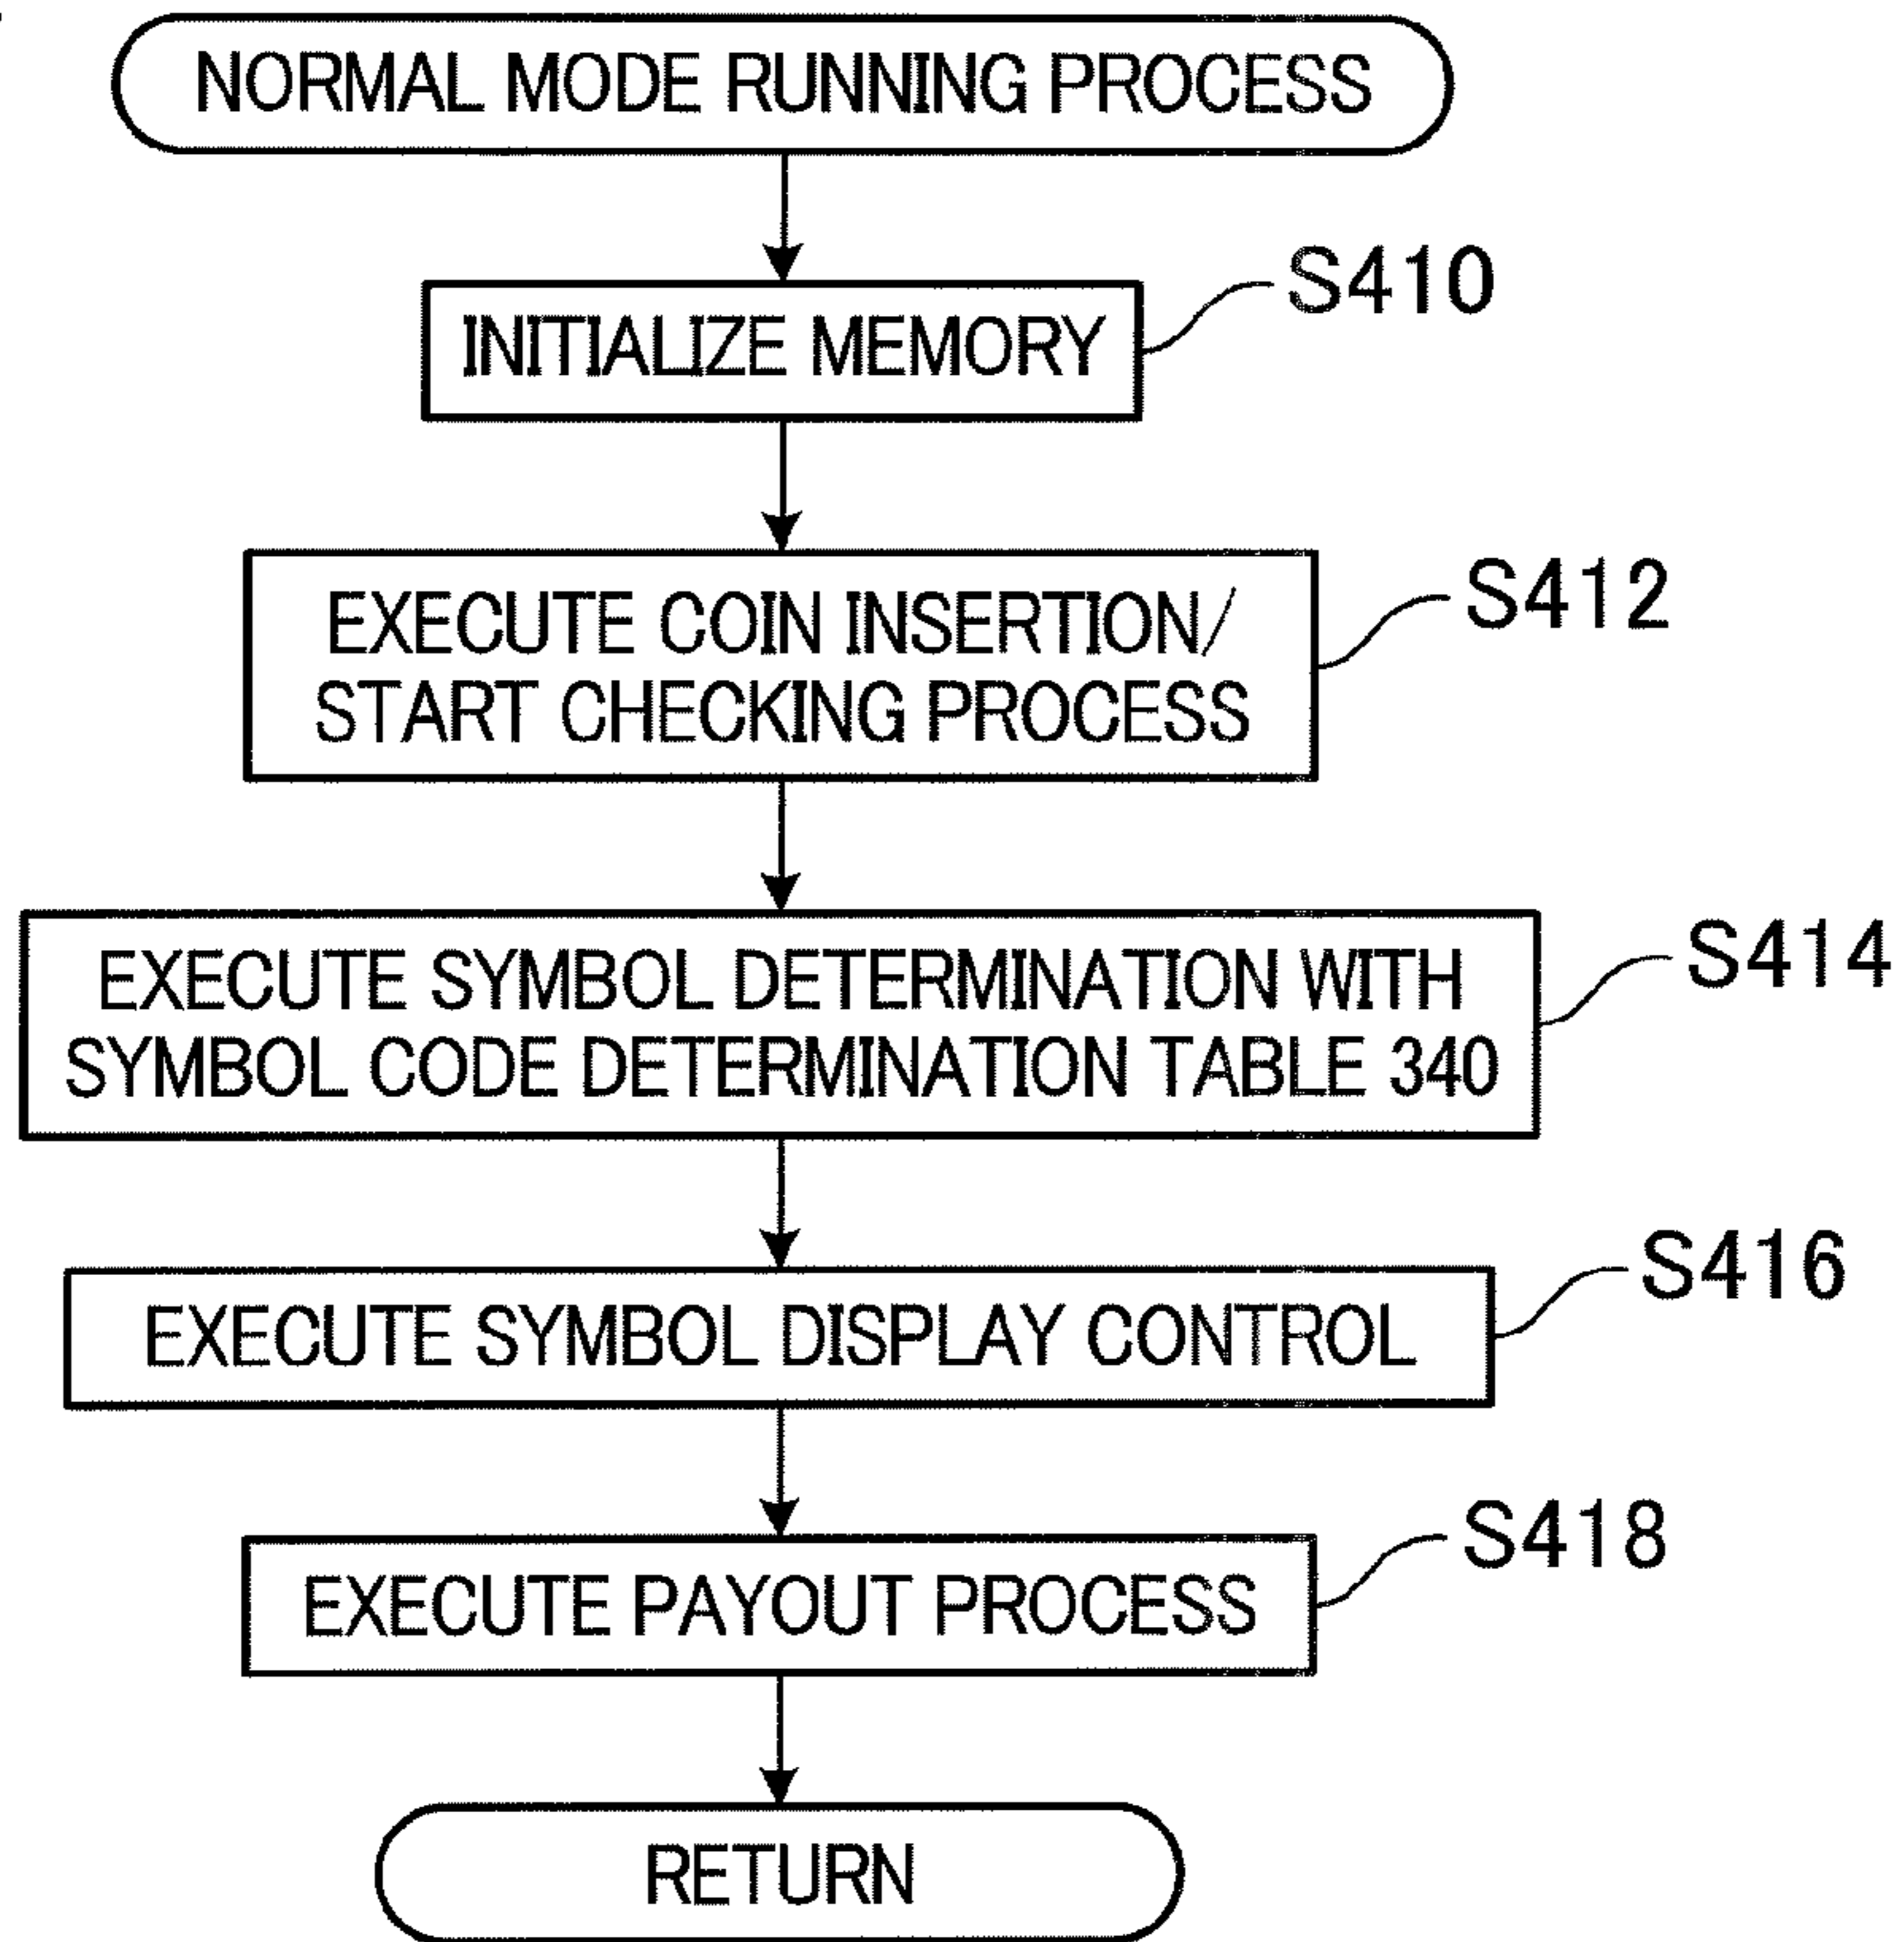 NORMAL MODE RUNNING PROCESS
S410
INITIALIZE MEMORY
S412
EXECUTE COIN INSERTION/
START CHECKING PROCESS
S414
EXECUTE SYMBOL DETERMINATION WITH
SYMBOL CODE DETERMINATION TABLE 340
S416
EXECUTE SYMBOL DISPLAY CONTROL
S418
EXECUTE PAYOUT PROCESS
RETURN